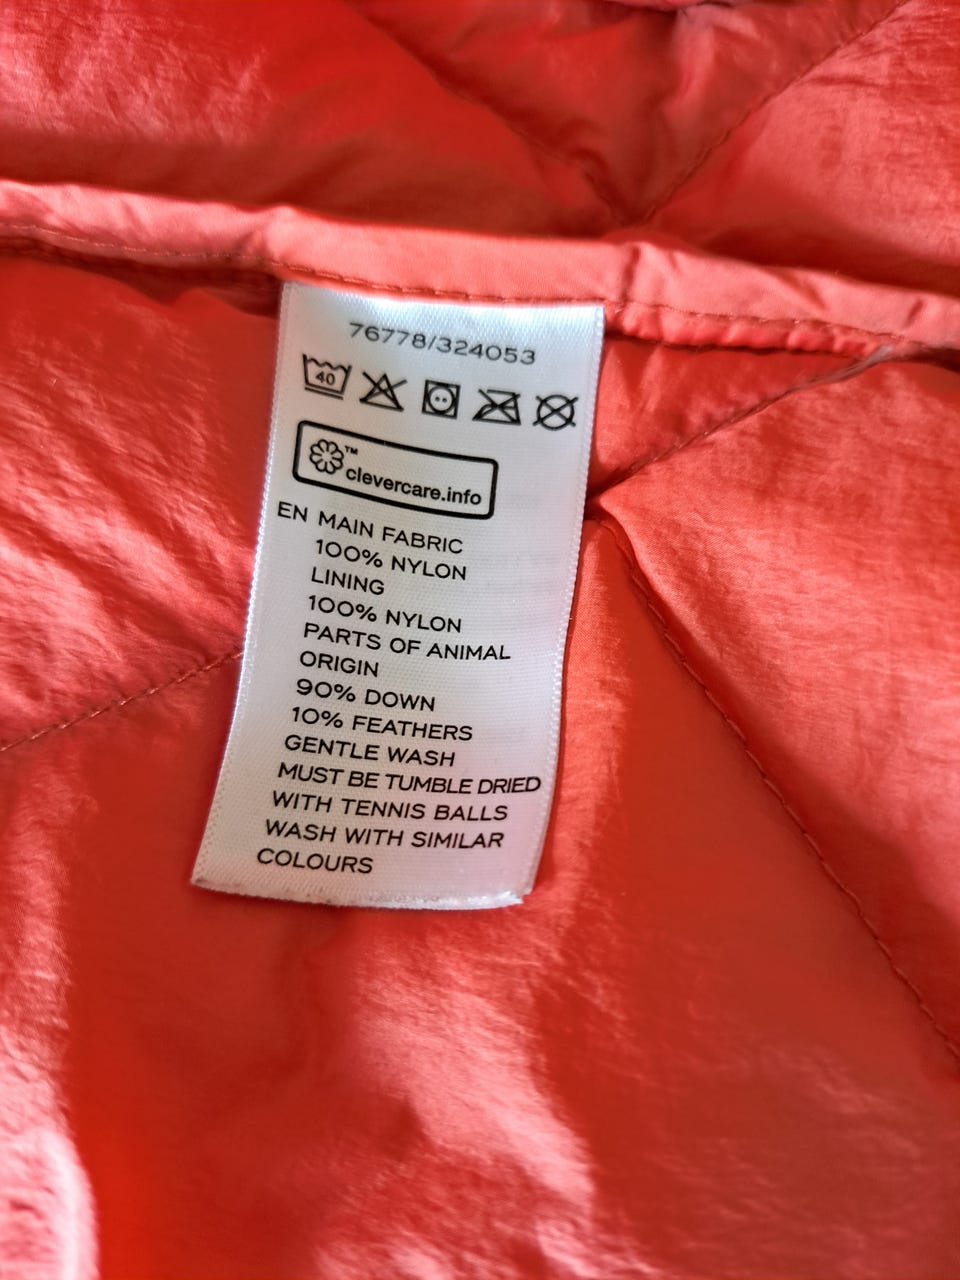 76778/324053
40
™
clevercare.info
EN MAIN FABRIC
100% NYLON
LINING
100% NYLON
PARTS OF ANIMAL
ORIGIN
90% DOWN
10% FEATHERS
GENTLE WASH
MUST BE TUMBLE DRIED
WITH TENNIS BALLS
WASH WITH SIMILAR
COLOURS